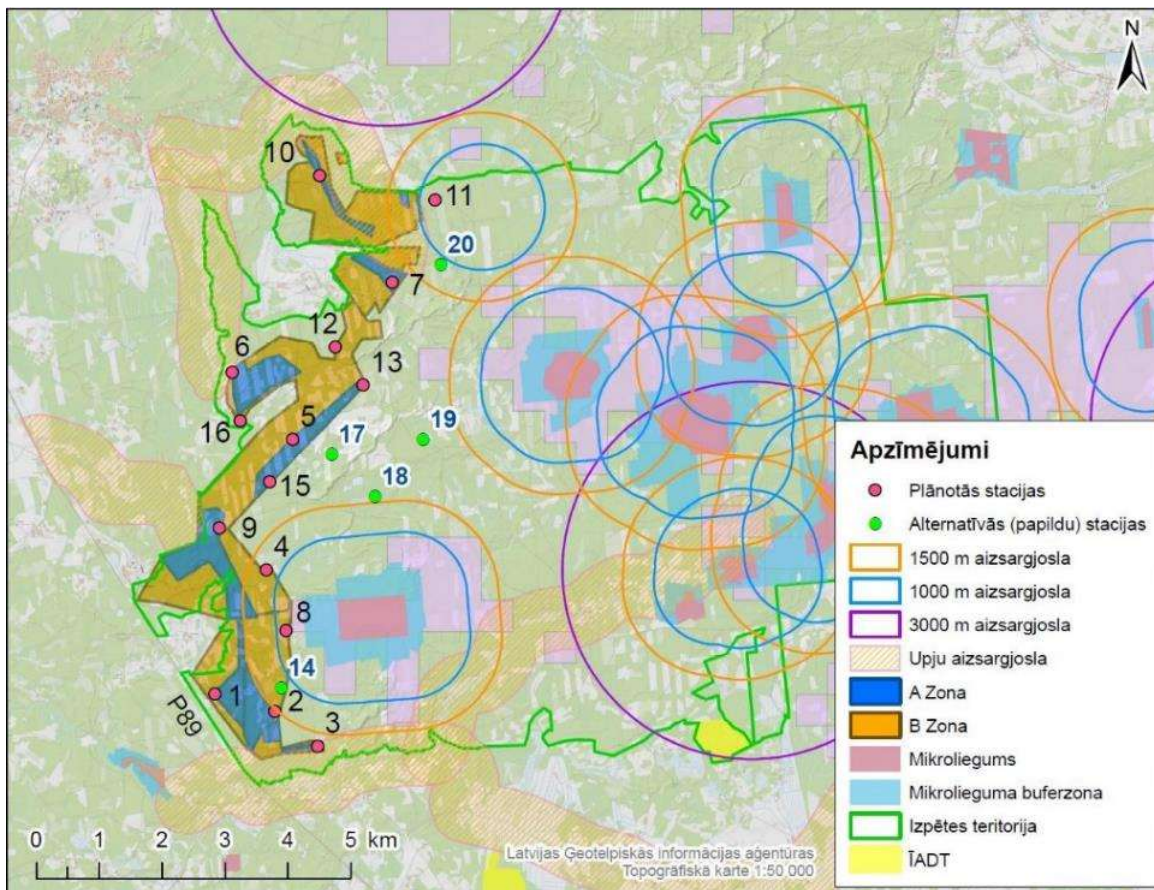 N
10
11
20
7
12
6
13
16
5
19
17
18
15
9
4
8
14
1
2
3
P89
0 1 2 3 4 5 km
Latvijas Ģeotelpiskās informācijas aģentūras
Topogrāfiskā karte 1:50 000
Apzīmējumi
Plānotās stacijas
Alternatīvās (papildu) stacijas
1500 m aizsargjosla
1000 m aizsargjosla
3000 m aizsargjosla
Upju aizsargjosla
A Zona
B Zona
Mikroliegums
Mikrolieguma buferzona
Izpētes teritorija
ĪADT